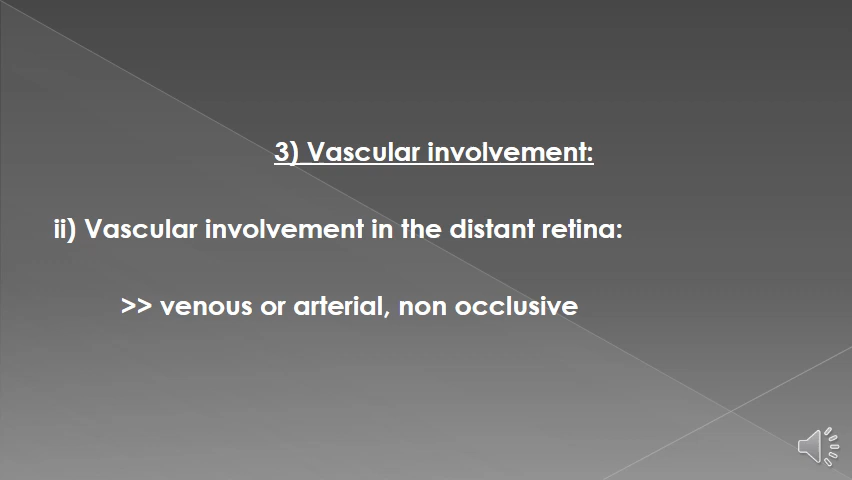 3) Vascular involvement:
ii) Vascular involvement in the distant retina:
>> venous or arterial, non occlusive